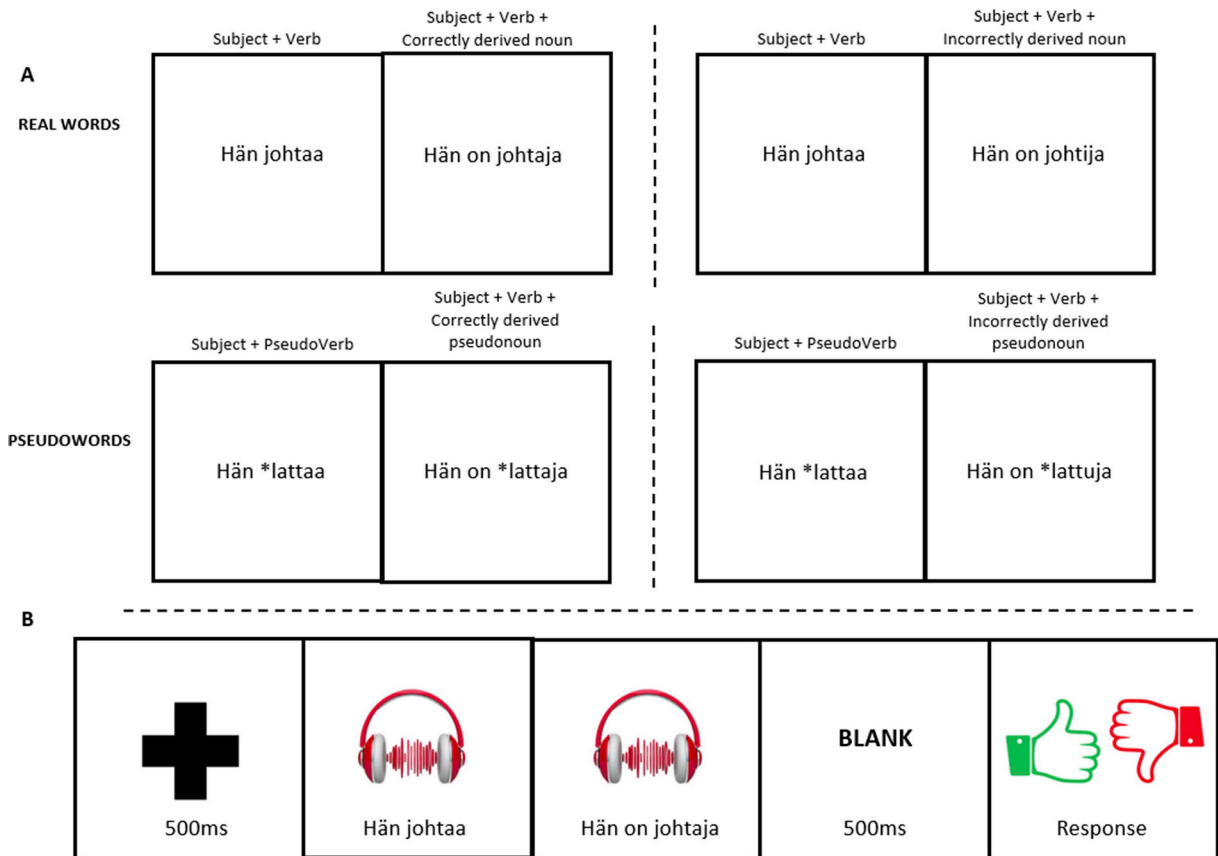 Subject + Verb
Subject + Verb +
Correctly derived noun
Subject + Verb
Subject + Verb +
Incorrectly derived noun
A
REAL WORDS
Hän johtaa
Hän on johtaja
Hän johtaa
Hän on johtija
Subject + PseudoVerb
Subject + Verb +
Correctly derived
pseudonoun
Subject + PseudoVerb
Subject + Verb +
Incorrectly derived
pseudonoun
PSEUDOWORDS
Hän *lattaa
Hän on *lattaja
Hän *lattaa
Hän on *lattuja
B
500ms
Hän johtaa
Hän on johtaja
BLANK
500ms
Response